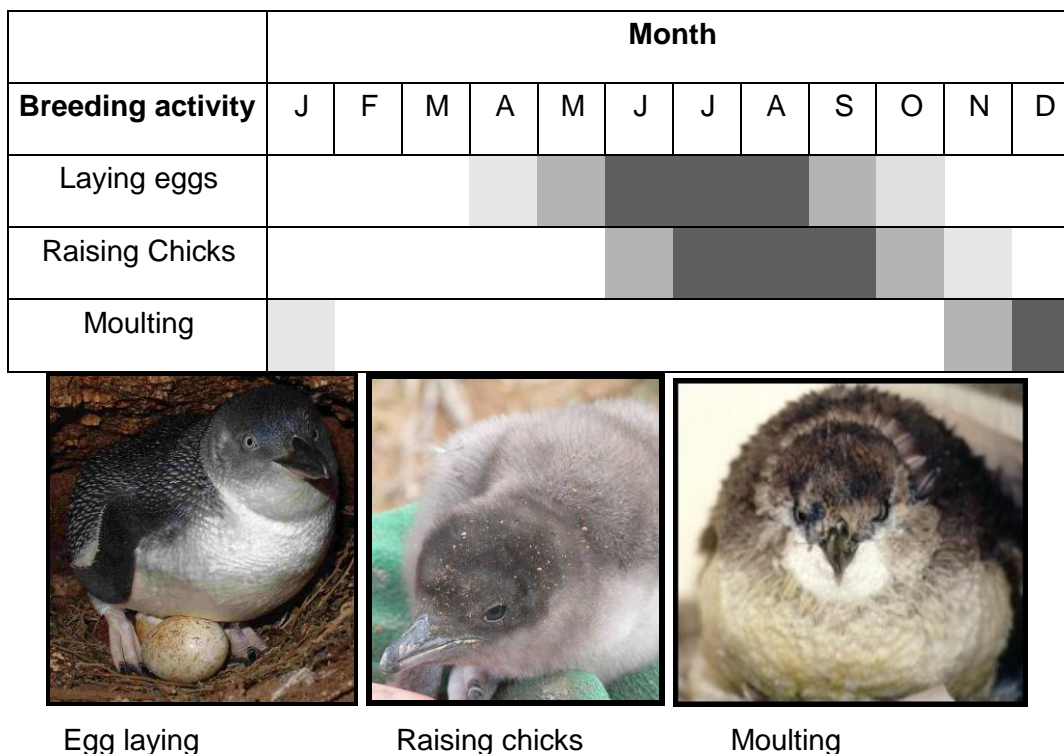 Month
Breeding activity J F M A M J J A S O N D
Laying eggs
Raising Chicks
Moulting
Egg laying Raising chicks Moulting